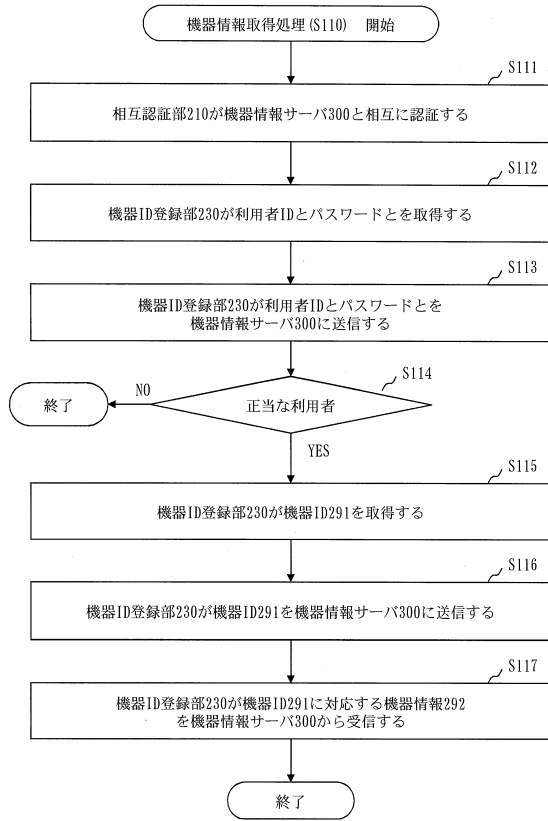 機器情報取得処理(S110) 開始
S111
相互認証部210が機器情報サーバ300と相互に認証する
S112
機器ID登録部230が利用者IDとパスワードとを取得する
S113
機器ID登録部230が利用者IDとパスワードとを
機器情報サーバ300に送信する
S114
正当な利用者
NO
終了
YES
S115
機器ID登録部230が機器ID291を取得する
S116
機器ID登録部230が機器ID291を機器情報サーバ300に送信する
S117
機器ID登録部230が機器ID291に対応する機器情報292
を機器情報サーバ300から受信する
終了